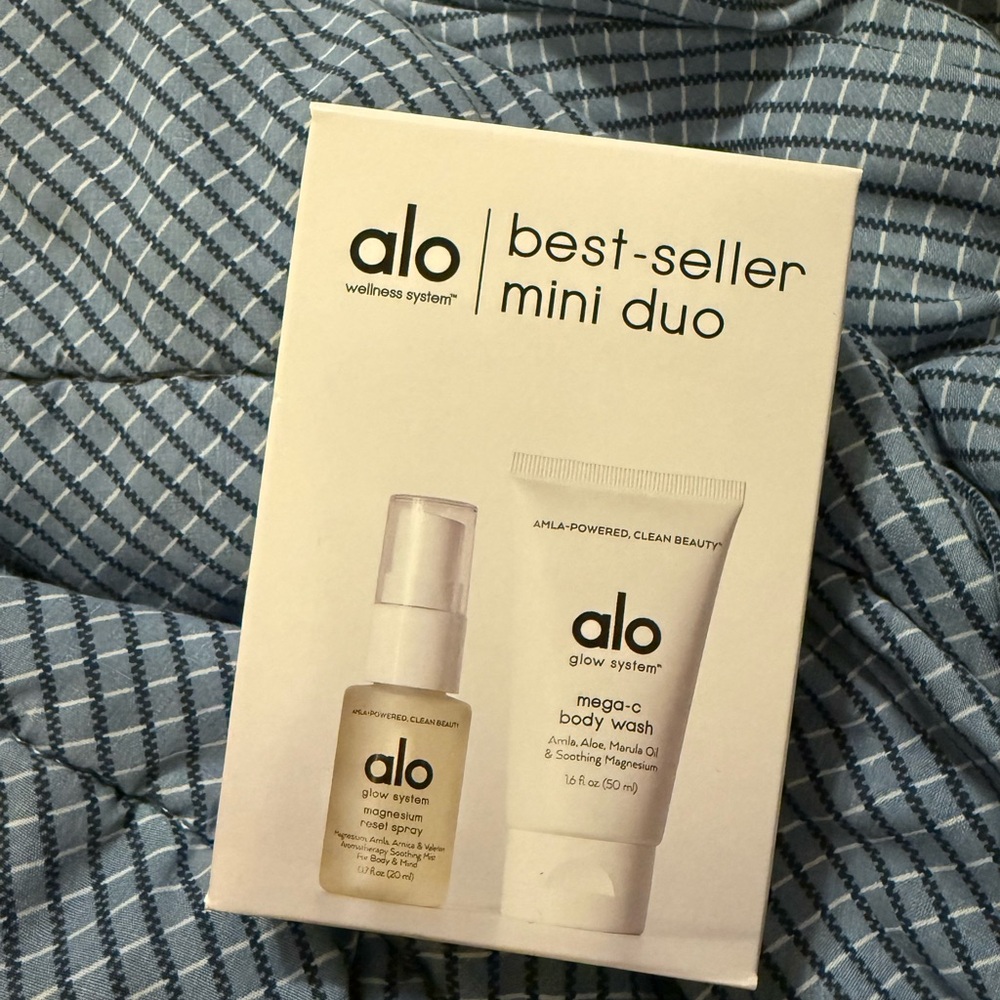 alo
wellness system™
best-seller
mini duo
AMLA-POWERED, CLEAN BEAUTY
alo
glow system
magnesium
reset spray
Magnesium, Amla, Arnica & Valerian
Aromatherapy Soothing Mist
For Body & Mind
0.7 fl oz (20 ml)
AMLA-POWERED, CLEAN BEAUTY™
alo
glow system™
mega-c
body wash
Amla, Aloe, Marula Oil
& Soothing Magnesium
1.6 fl oz (50 ml)